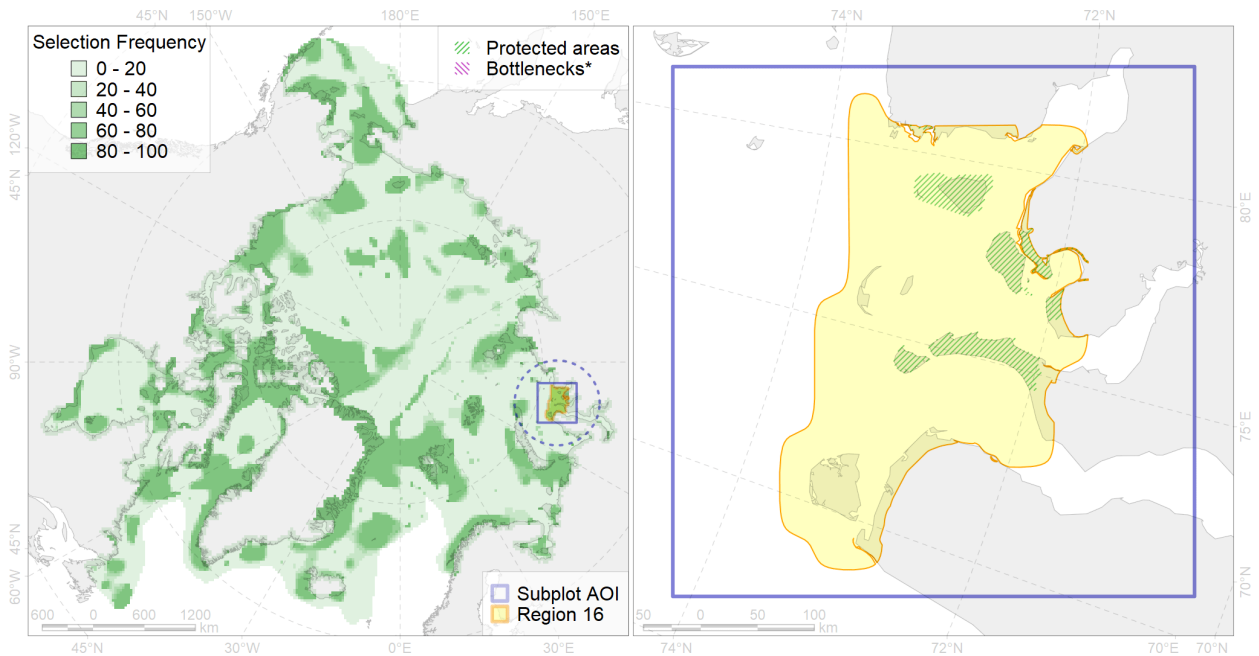 45°N 150°W 180°E 150°E 74°N 72°N
Selection Frequency
0 - 20
20 - 40
40 - 60
60 - 80
80 - 100
Protected areas
Bottlenecks*
120°W
45°N
90°W
45°N
60°W
80°E
75°E
70°N
Subplot AOI
Region 16
600 0 600 1200
km
50 0 50 100
km
45°N 30°W 0°E 30°E 74°N 72°N 70°E 70°N